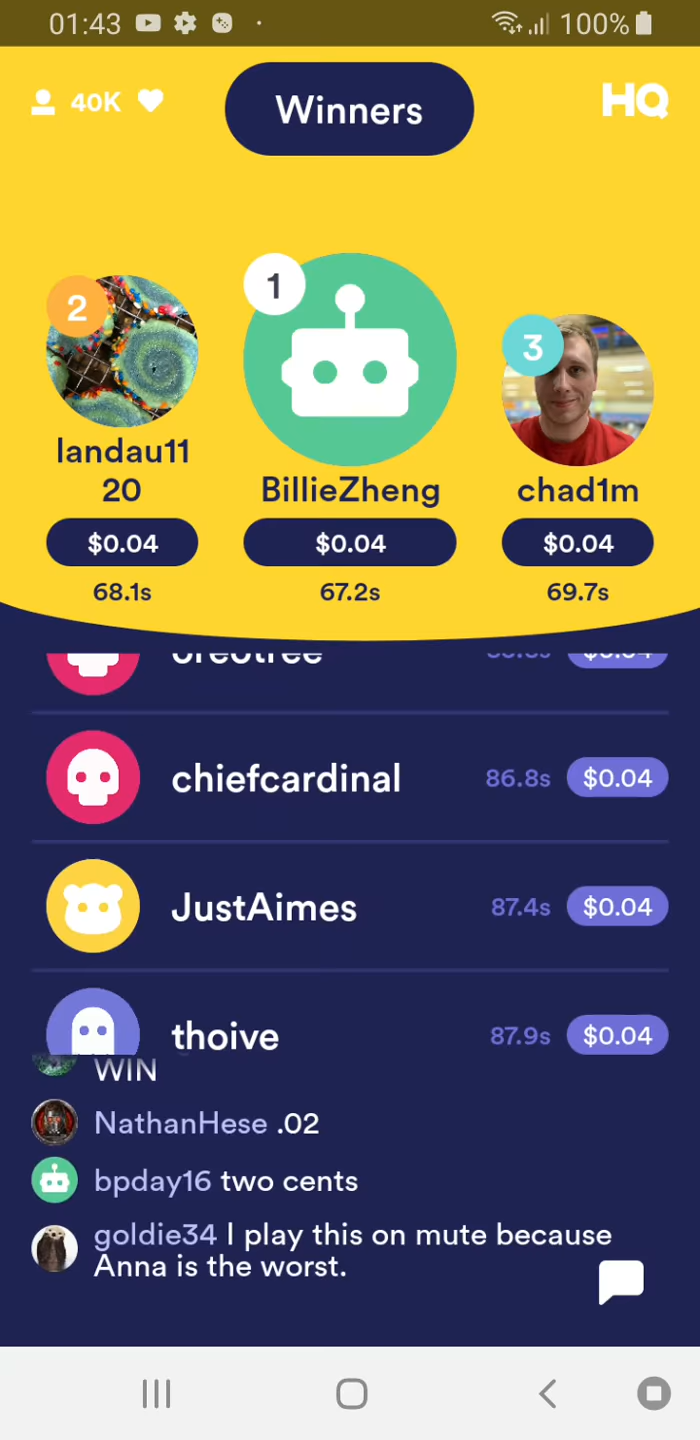 01:43
100%
40K
Winners
HQ
2
1
3
landau11
20
BillieZheng
chad1m
$0.04
$0.04
$0.04
68.1s
67.2s
69.7s
chiefcardinal 86.8s $0.04
JustAimes 87.4s $0.04
thoive 87.9s $0.04
WIN
NathanHese .02
bpday16 two cents
goldie34 I play this on mute because
Anna is the worst.